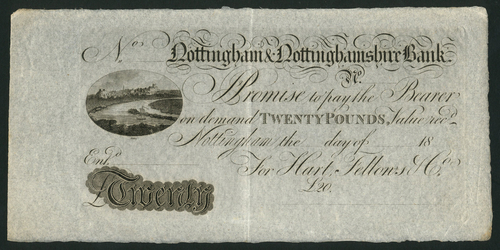 Nos
Nottingham & Nottinghamshire Bank.
No.
I Promise to pay the Bearer
on demand TWENTY POUNDS, Value recd.
Nottingham the day of 18
Entd.
For Hart, Fellows & Co.
£20.
£Twenty